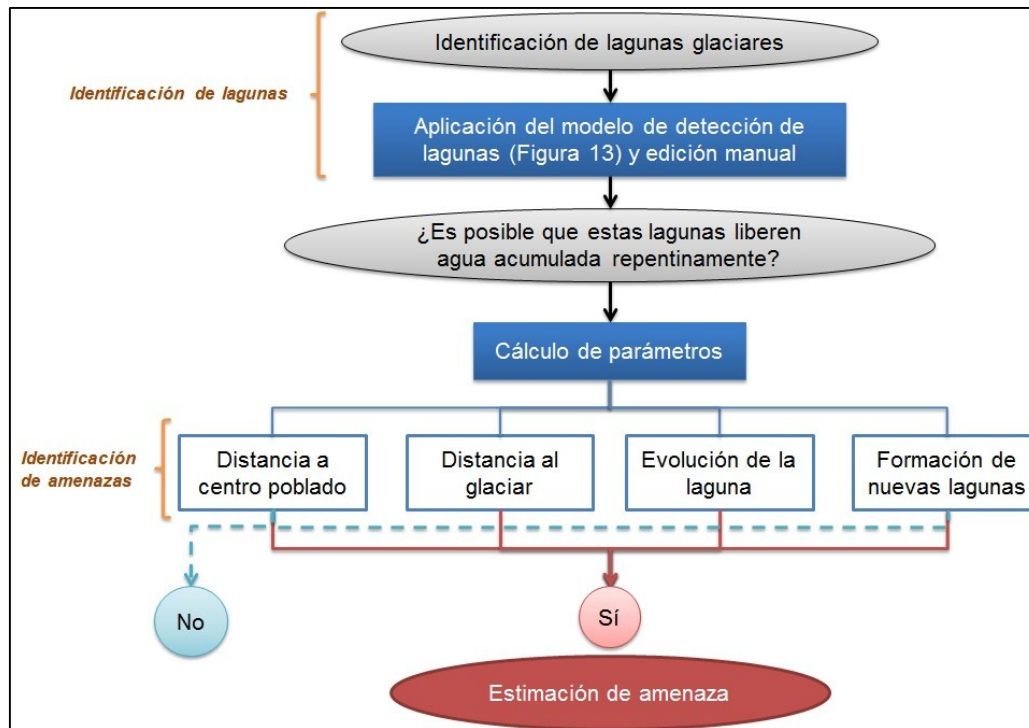 Identificación de lagunas glaciares
Identificación de lagunas
Aplicación del modelo de detección de
lagunas (Figura 13) y edición manual
¿Es posible que estas lagunas liberen
agua acumulada repentinamente?
Cálculo de parámetros
Identificación
de amenazas
Distancia a
centro poblado
Distancia al
glaciar
Evolución de la
laguna
Formación de
nuevas lagunas
No
Sí
Estimación de amenaza